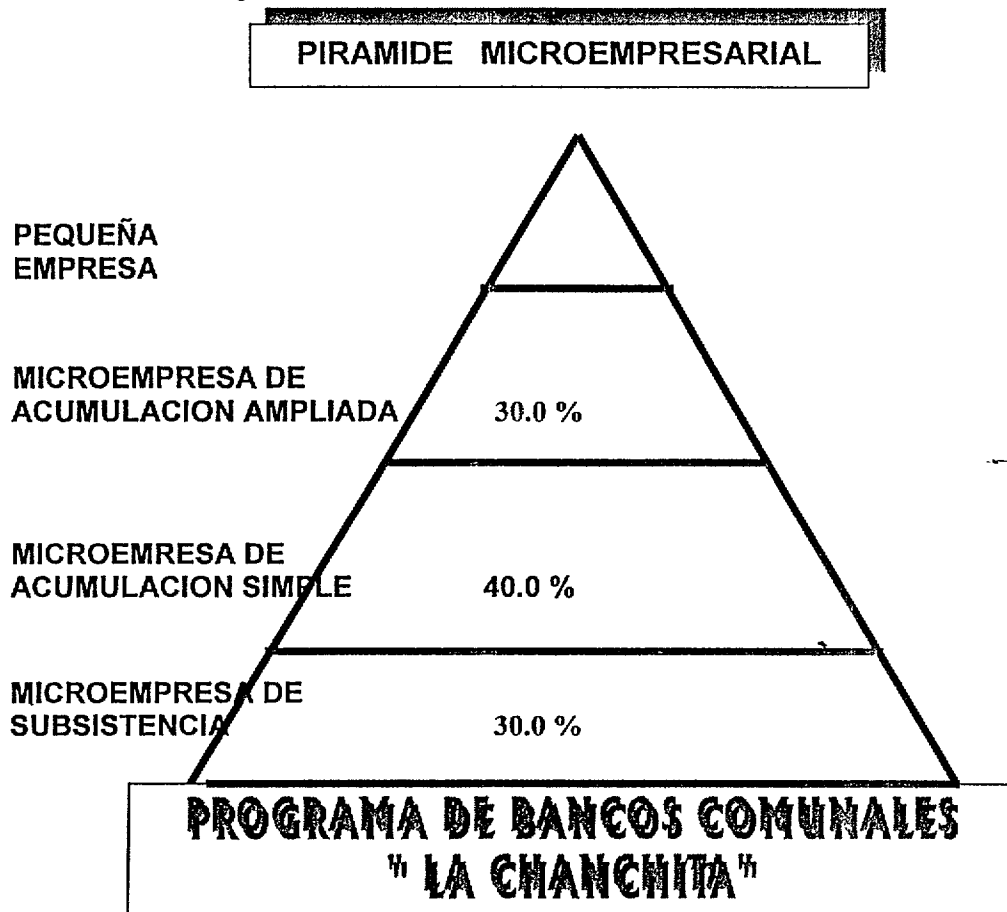 PIRAMIDE MICROEMPRESARIAL
PEQUEÑA
EMPRESA
MICROEMPRESA DE
ACUMULACION AMPLIADA 30.0 %
MICROEMRESA DE
ACUMULACION SIMPLE 40.0 %
MICROEMPRESA DE
SUBSISTENCIA 30.0 %
PROGRAMA DE BANCOS COMUNALES
" LA CHANCHITA"